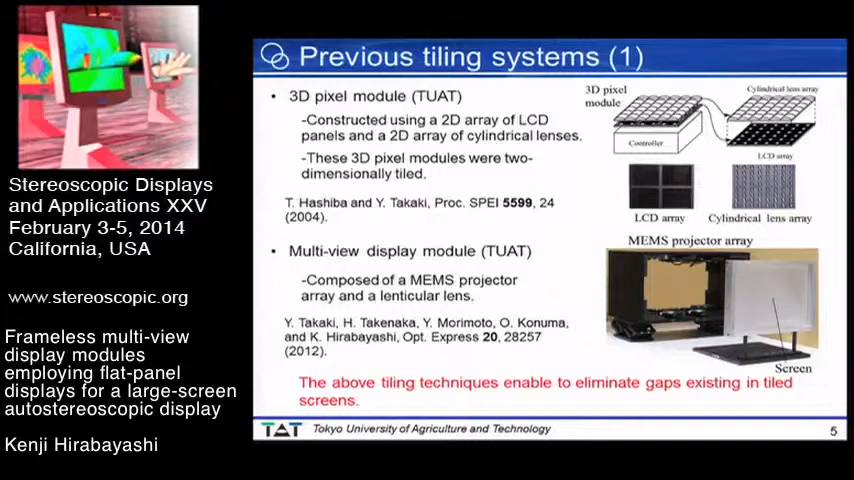 Stereoscopic Displays
and Applications XXV
February 3-5, 2014
California, USA
www.stereoscopic.org
Frameless multi-view
display modules
employing flat-panel
displays for a large-screen
autostereoscopic display
Kenji Hirabayashi
Previous tiling systems (1)
• 3D pixel module (TUAT)
-Constructed using a 2D array of LCD
panels and a 2D array of cylindrical lenses.
-These 3D pixel modules were two-
dimensionally tiled.
T. Hashiba and Y. Takaki, Proc. SPEI 5599, 24
(2004).
3D pixel
module
Cylindrical lens array
Controller
LCD array
LCD array
Cylindrical lens array
• Multi-view display module (TUAT)
-Composed of a MEMS projector
array and a lenticular lens.
Y. Takaki, H. Takenaka, Y. Morimoto, O. Konuma,
and K. Hirabayashi, Opt. Express 20, 28257
(2012).
MEMS projector array
Screen
The above tiling techniques enable to eliminate gaps existing in tiled
screens.
TAT Tokyo University of Agriculture and Technology
5